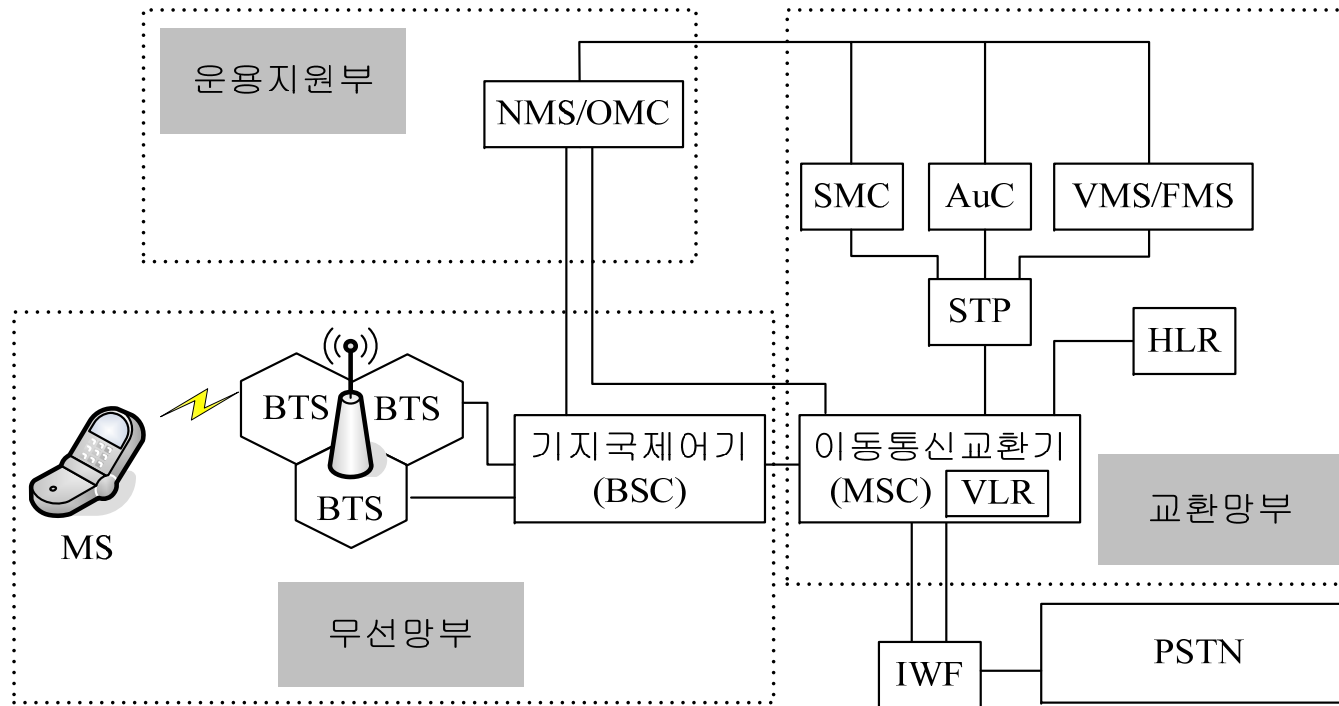 운용지원부
NMS/OMC
SMC
AuC
VMS/FMS
STP
HLR
BTS
BTS
BTS
MS
기지국제어기
(BSC)
이동통신교환기
(MSC)
VLR
교환망부
무선망부
IWF
PSTN